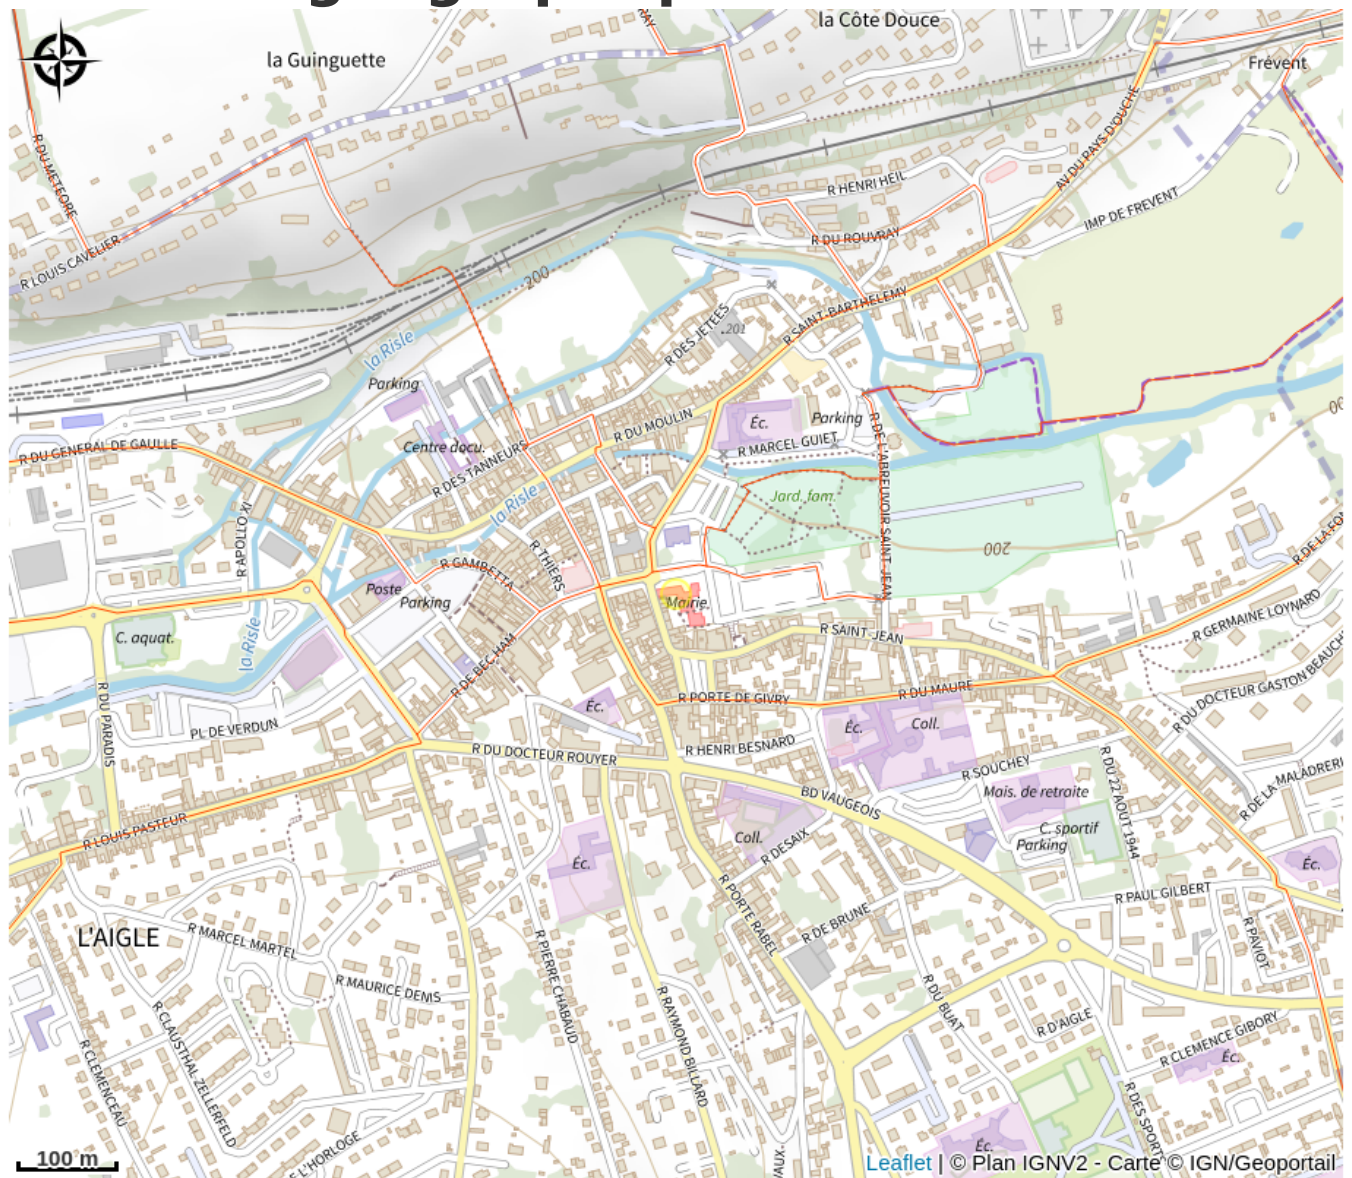 la Côte Douce
la Guinguette
Frévent
R DU METEORE
AV DU PAYS D'OUCHE
R HENRI HEIL
IMP DE FREVENT
R DU ROUVRAY
R LOUIS CAVELIER
200
R SAINT-BARTHELEMY
R DES JETEES
201
la Risle
Parking
R DU MOULIN
Éc.
Parking
R DU GENERAL DE GAULLE
Centre docu.
R MARCEL GUIET
R DE L'ABREUVOIR SAINT-JEAN
R DES TANNEURS
la Risle
Jard. fam.
R APOLLO XI
200
R THIERS
R GAMBETTA
Poste
Parking
Mairie
R GERMAINE LOYNARD
C. aquat.
la Risle
R SAINT-JEAN
R DE BEC HAM
R DU PARADIS
R PORTE DE GIVRY
R DU MAURE
Éc.
PL DE VERDUN
Éc.
Coll.
R DU DOCTEUR GASTON BEAUCH
R HENRI BESNARD
R DU DOCTEUR ROUYER
R SOUCHEY
R DU 22 AOUT 1944
R DE LA MALADRERI
Mais. de retraite
BD VAUGEOIS
R LOUIS PASTEUR
Coll.
R DESAIX
C. sportif
Parking
Éc.
Éc.
R PORTE RABEL
R PAUL GILBERT
R DE BRUNE
R PAVIOT
L'AIGLE
R MARCEL MARTEL
R PIERRE CHABAUD
R MAURICE DENIS
R RAYMOND BILLARD
R DU BUAT
R D'AIGLE
R CLEMENCE GIBORY
Éc.
R CLAUSTHAL-ZELLERFELD
R CLEMENCEAU
R DES SPORT
E L'HORLOGE
VAUX-
Éc.
100 m
Leaflet | © Plan IGNV2 - Carte © IGN/Geoportail